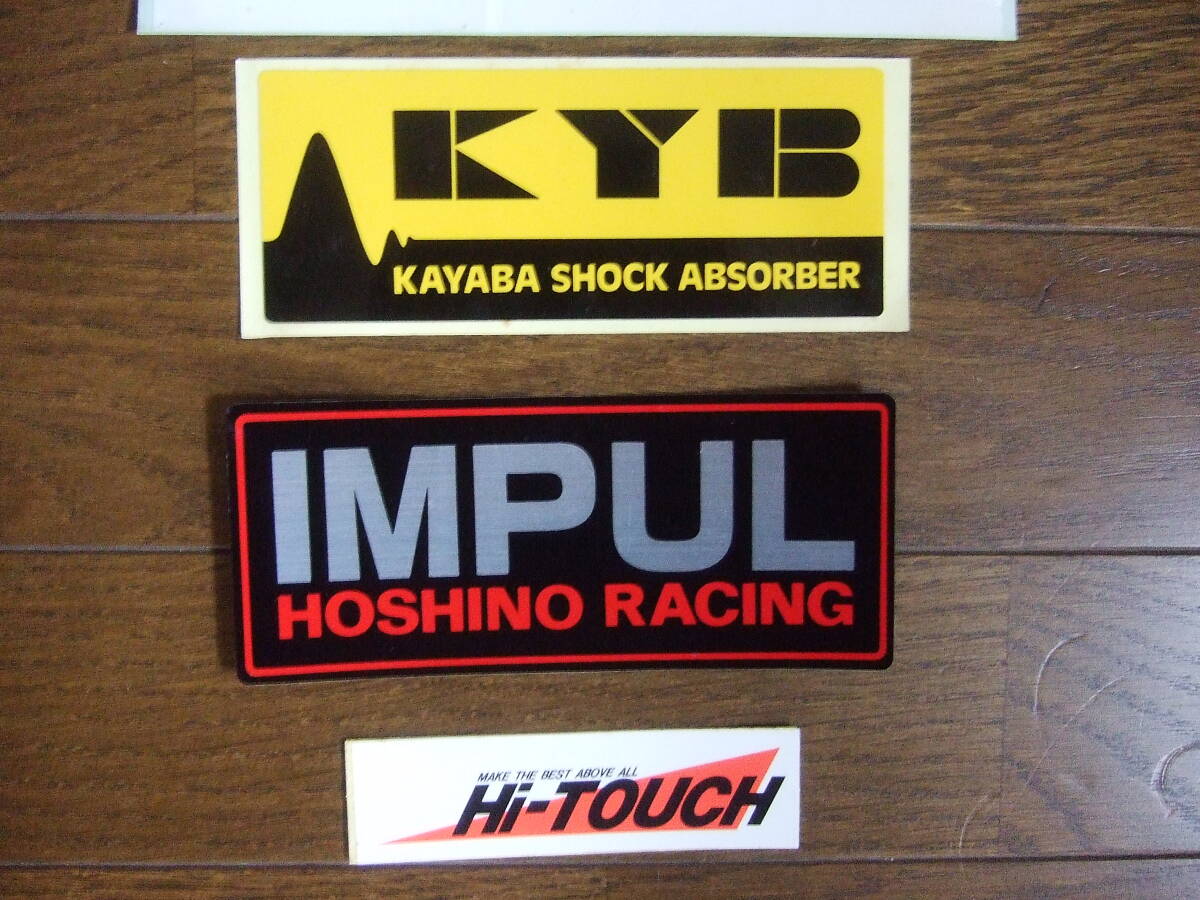 KYB
KAYABA SHOCK ABSORBER
IMPUL
HOSHINO RACING
MAKE THE BEST ABOVE ALL
Hi-TOUCH